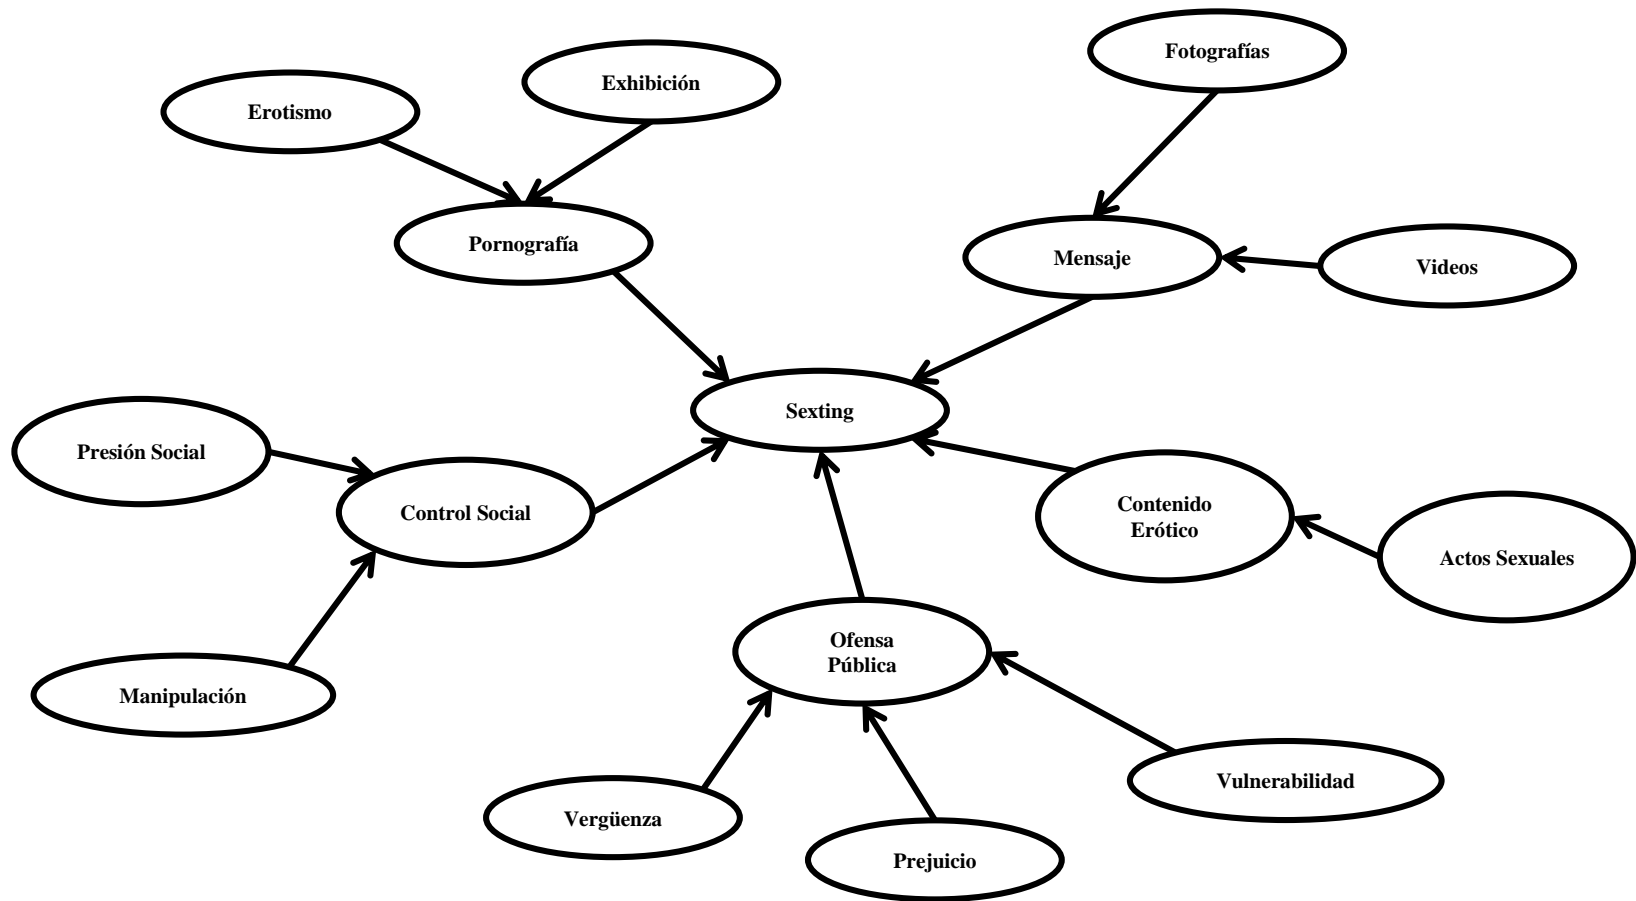 Fotografías
Exhibición
Erotismo
Pornografía
Mensaje
Videos
Sexting
Presión Social
Control Social
Contenido
Erótico
Actos Sexuales
Ofensa
Pública
Manipulación
Vulnerabilidad
Vergüenza
Prejuicio